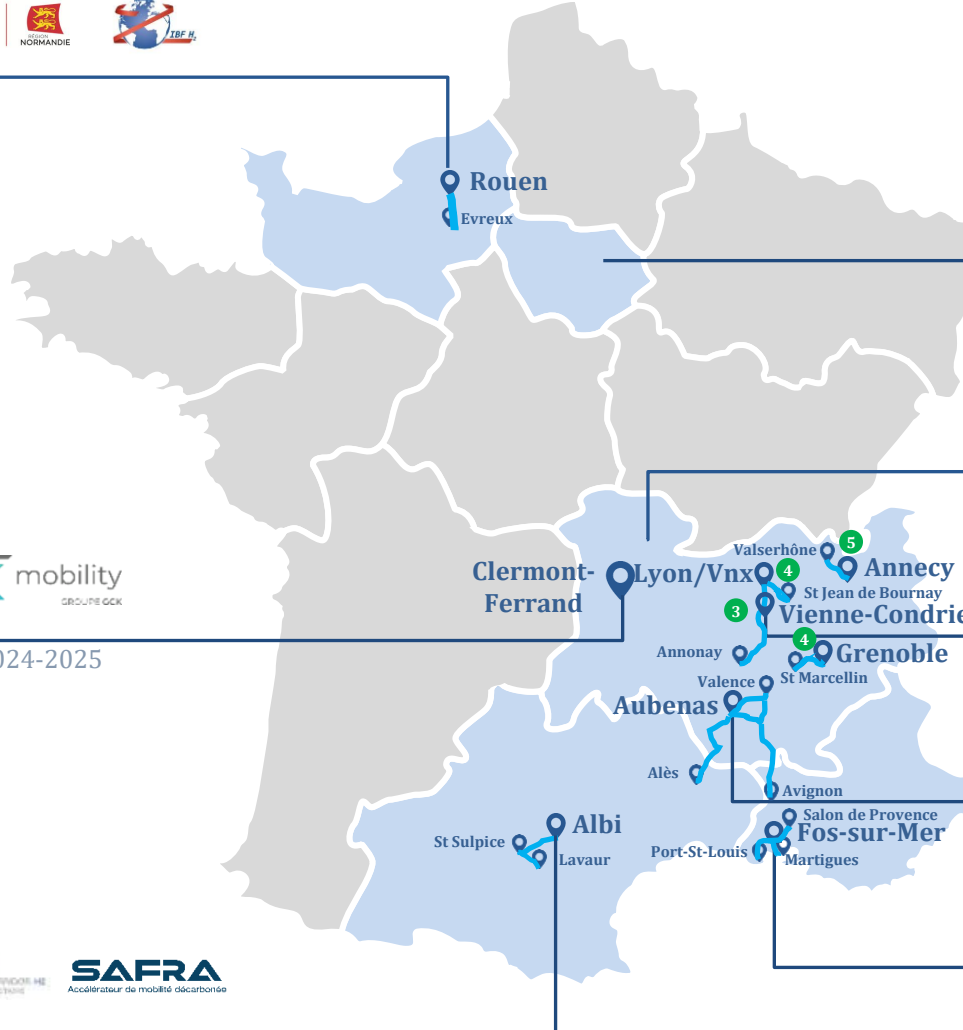 RÉGION
NORMANDIE
IBF H₂
Rouen
Evreux
Valserhône
5
Annecy
Clermont-
Ferrand
Lyon/Vnx
4
St Jean de Bournay
3
Vienne-Condrie
4
Grenoble
Annonay
St Marcellin
Valence
Aubenas
Alès
Avignon
Salon de Provence
Fos-sur-Mer
Port-St-Louis
Martigues
Albi
St Sulpice
Lavaur
mobility
GROUPE GCK
024-2025
SAFRA
Accélérateur de mobilité décarbonée